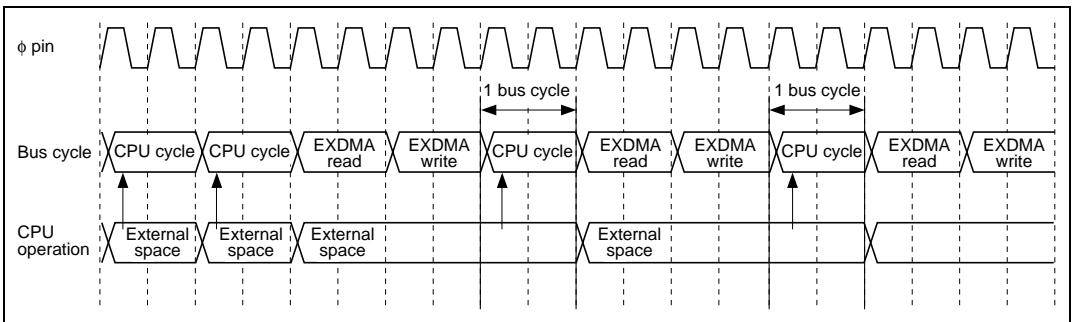 φ pin
1 bus cycle 1 bus cycle
Bus cycle CPU cycle CPU cycle EXDMA read EXDMA write CPU cycle EXDMA read EXDMA write CPU cycle EXDMA read EXDMA write
CPU operation External space External space External space External space